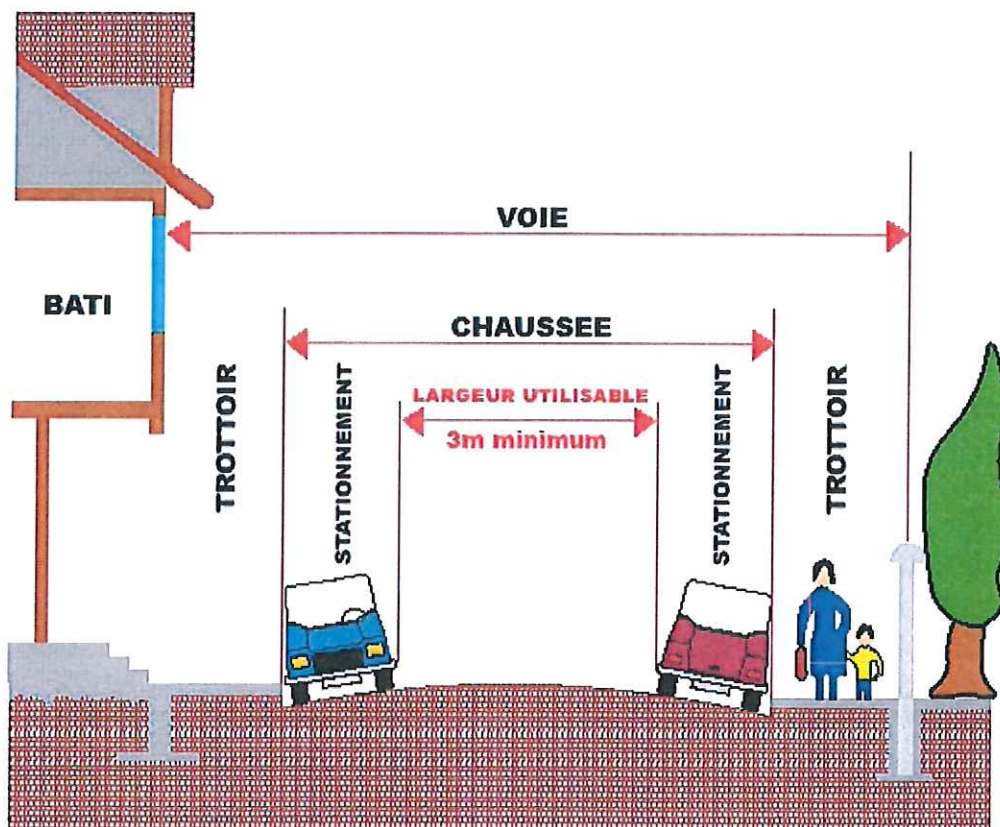 VOIE
BATI
CHAUSSEE
TROTTOIR
STATIONNEMENT
LARGEUR UTILISABLE
3m minimum
STATIONNEMENT
TROTTOIR